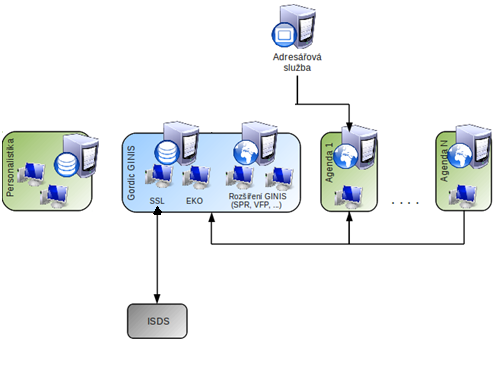 Adresářová
služba
Personalistika
Gordic GINIS
SSL
EKO
Rozšíření GINIS
(SPR, VFP, ...)
Agenda 1
. . . .
Agenda N
ISDS